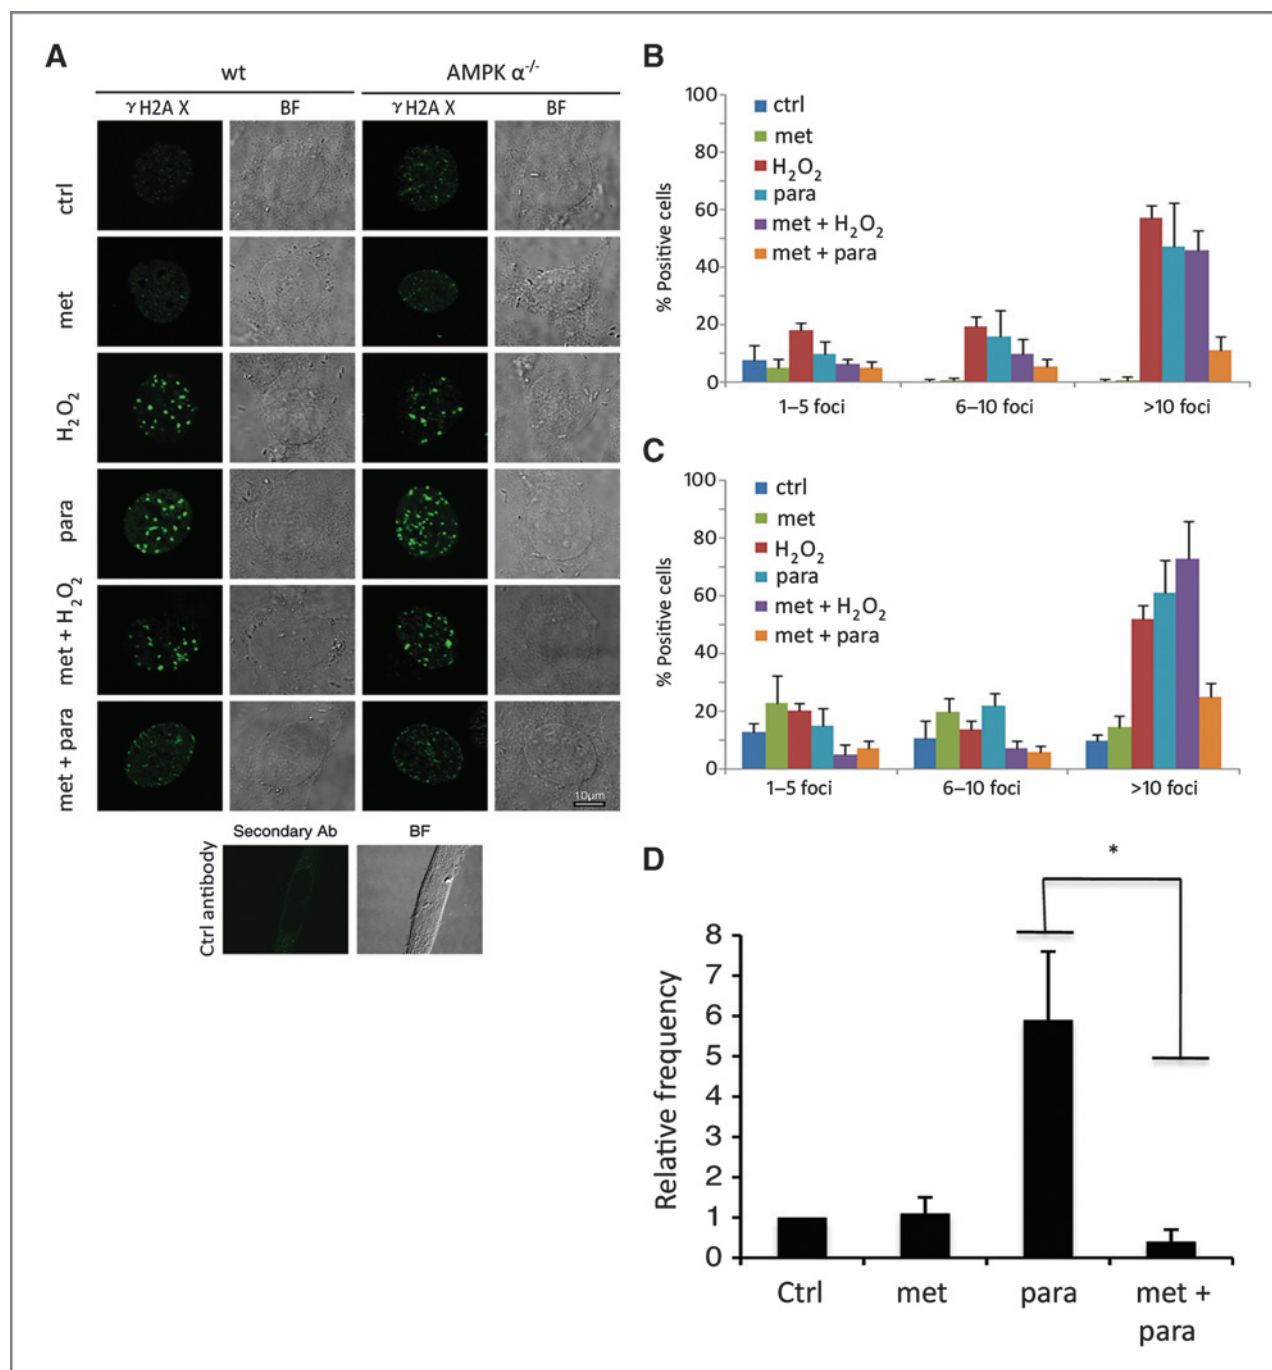 A
wt
AMPK α-/-
γ H2A X
BF
γ H2A X
BF
ctrl
met
H2O2
para
met + H2O2
met + para
10μm
Secondary Ab
BF
Ctrl antibody
B
% Positive cells
100
80
60
40
20
0
ctrl
met
H2O2
para
met + H2O2
met + para
1–5 foci
6–10 foci
>10 foci
C
% Positive cells
100
80
60
40
20
0
ctrl
met
H2O2
para
met + H2O2
met + para
1–5 foci
6–10 foci
>10 foci
D
*
Relative frequency
8
7
6
5
4
3
2
1
0
Ctrl
met
para
met +
para